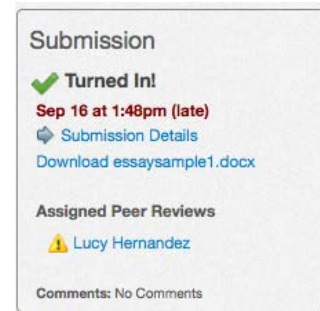 Submission
Turned In!
Sep 16 at 1:48pm (late)
Submission Details
Download essaysample1.docx
Assigned Peer Reviews
Lucy Hernandez
Comments: No Comments